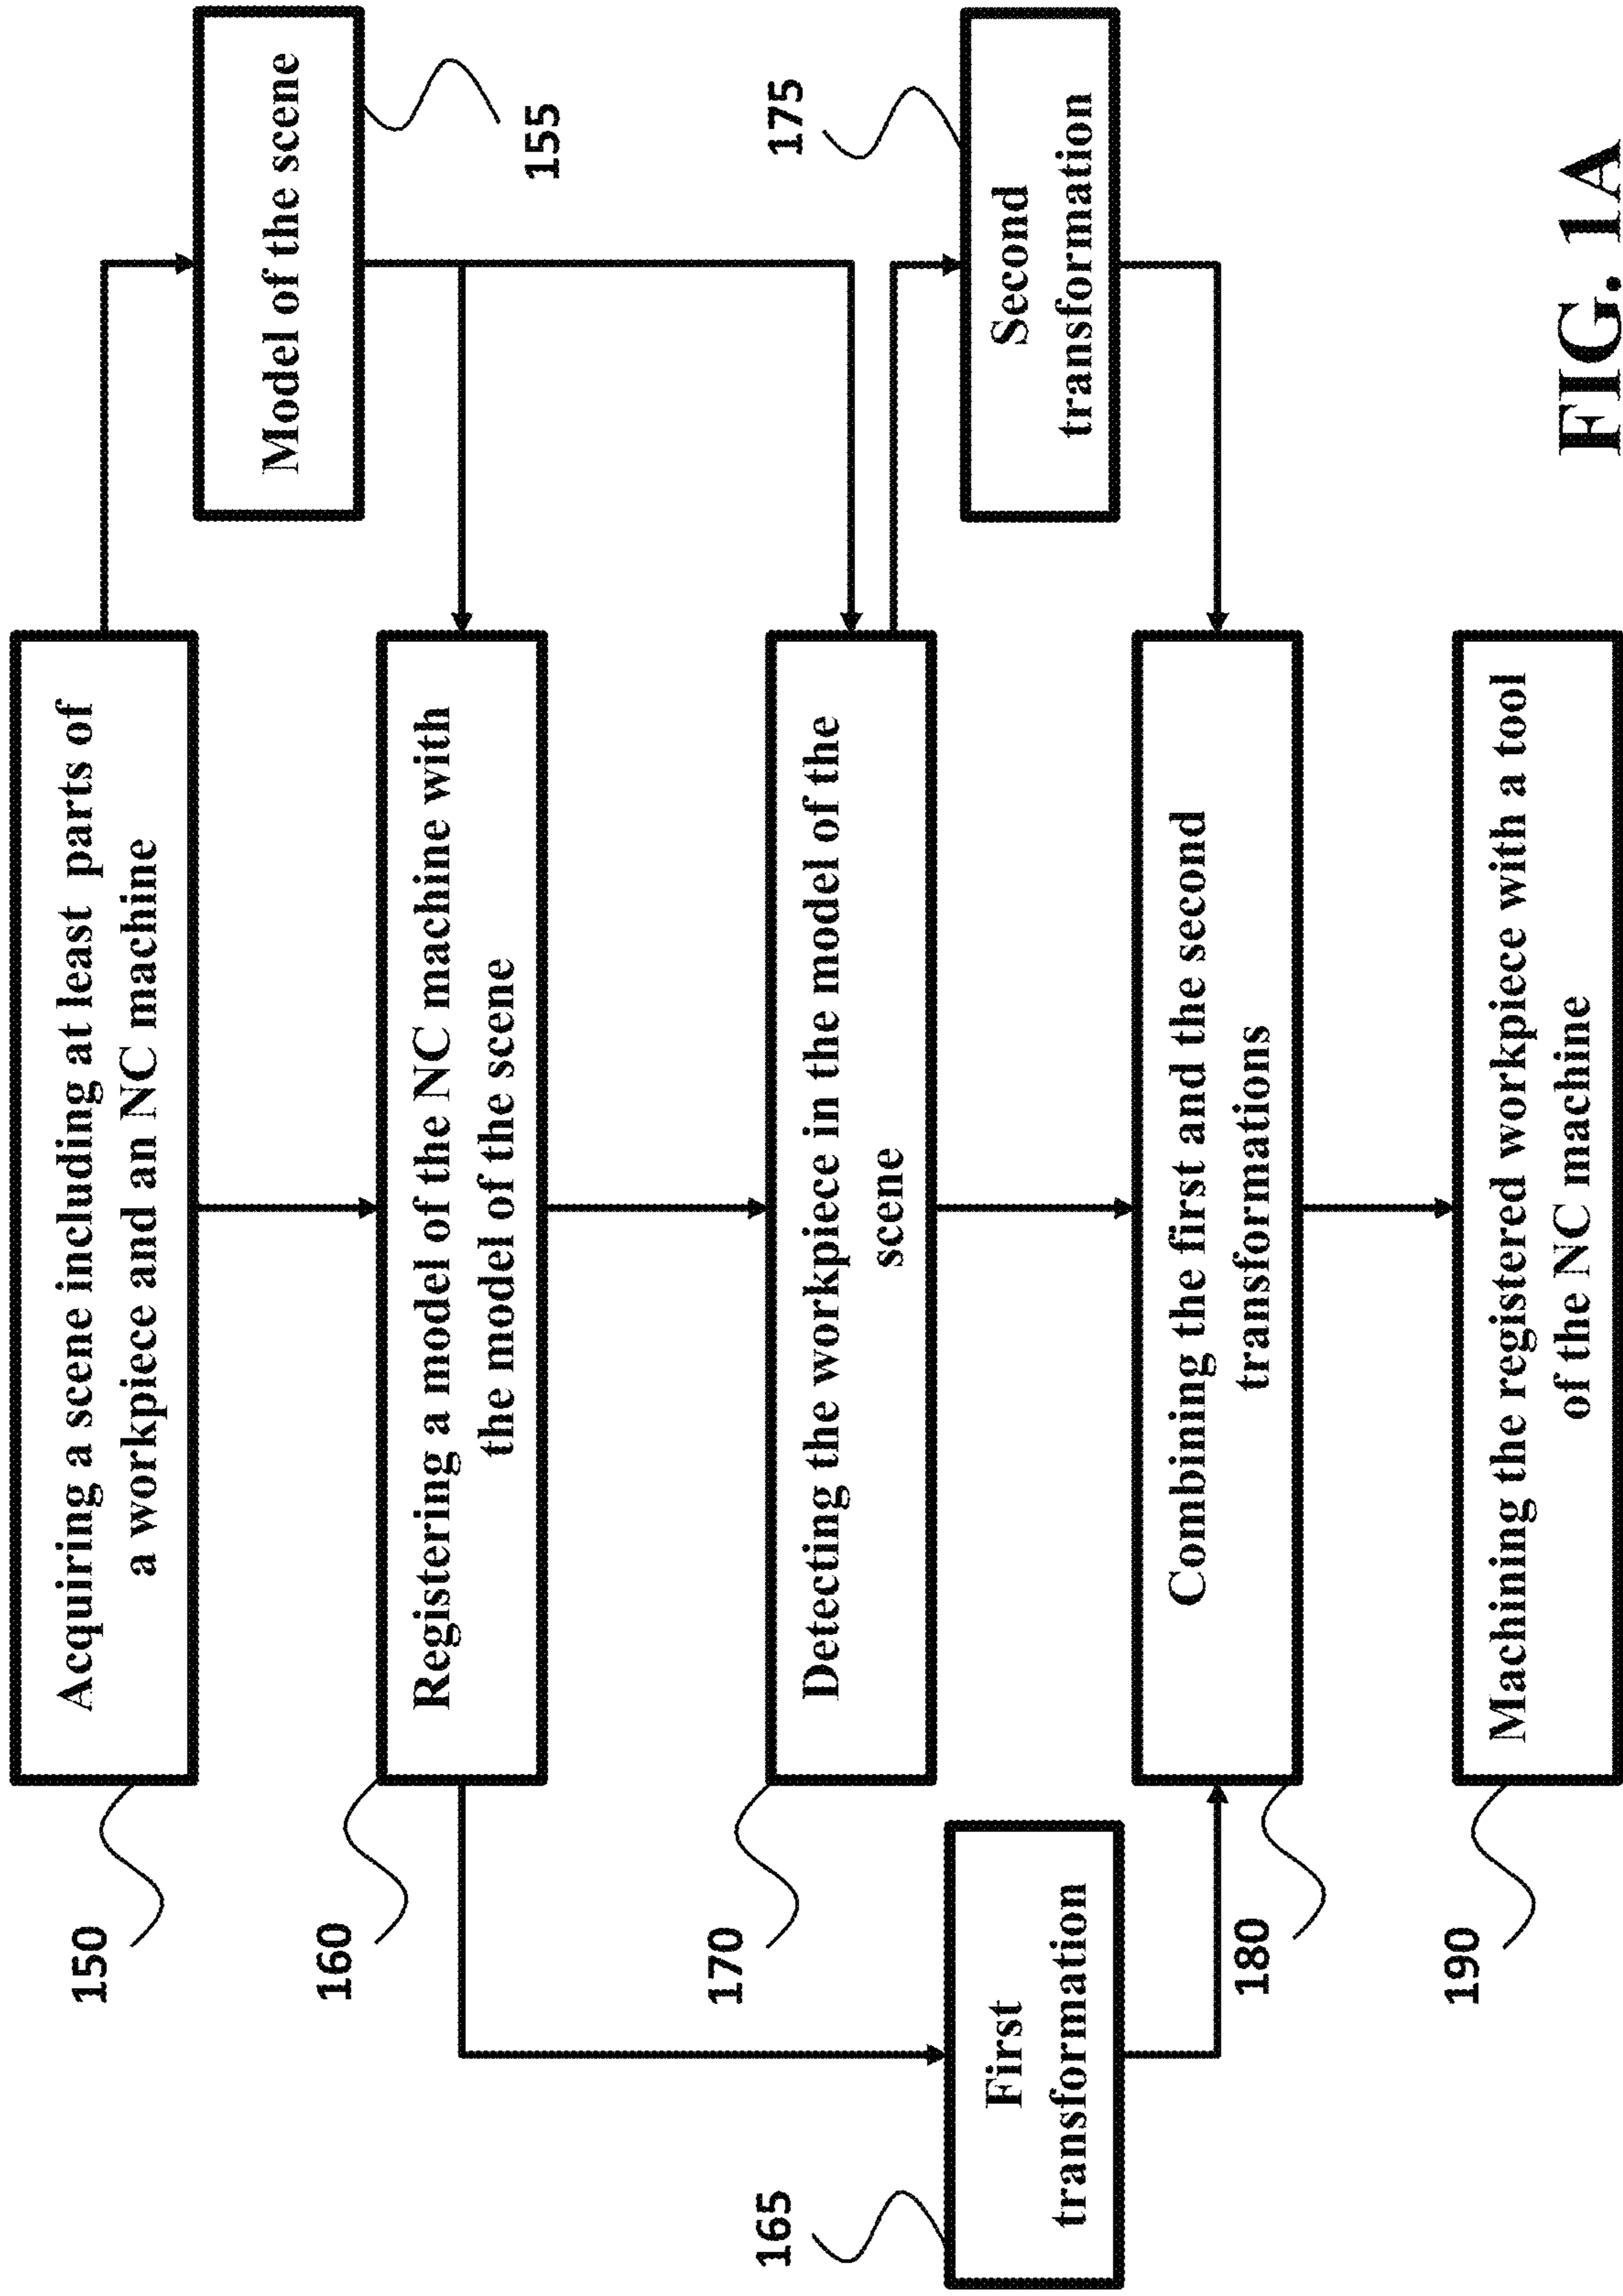 150
Acquiring a scene including at least parts of
a workpiece and an NC machine
Model of the scene
155
160
Registering a model of the NC machine with
the model of the scene
170
Detecting the workpiece in the model of the
scene
175
165
First
transformation
Second
transformation
180
Combining the first and the second
transformations
190
Machining the registered workpiece with a tool
of the NC machine
FIG. 1A